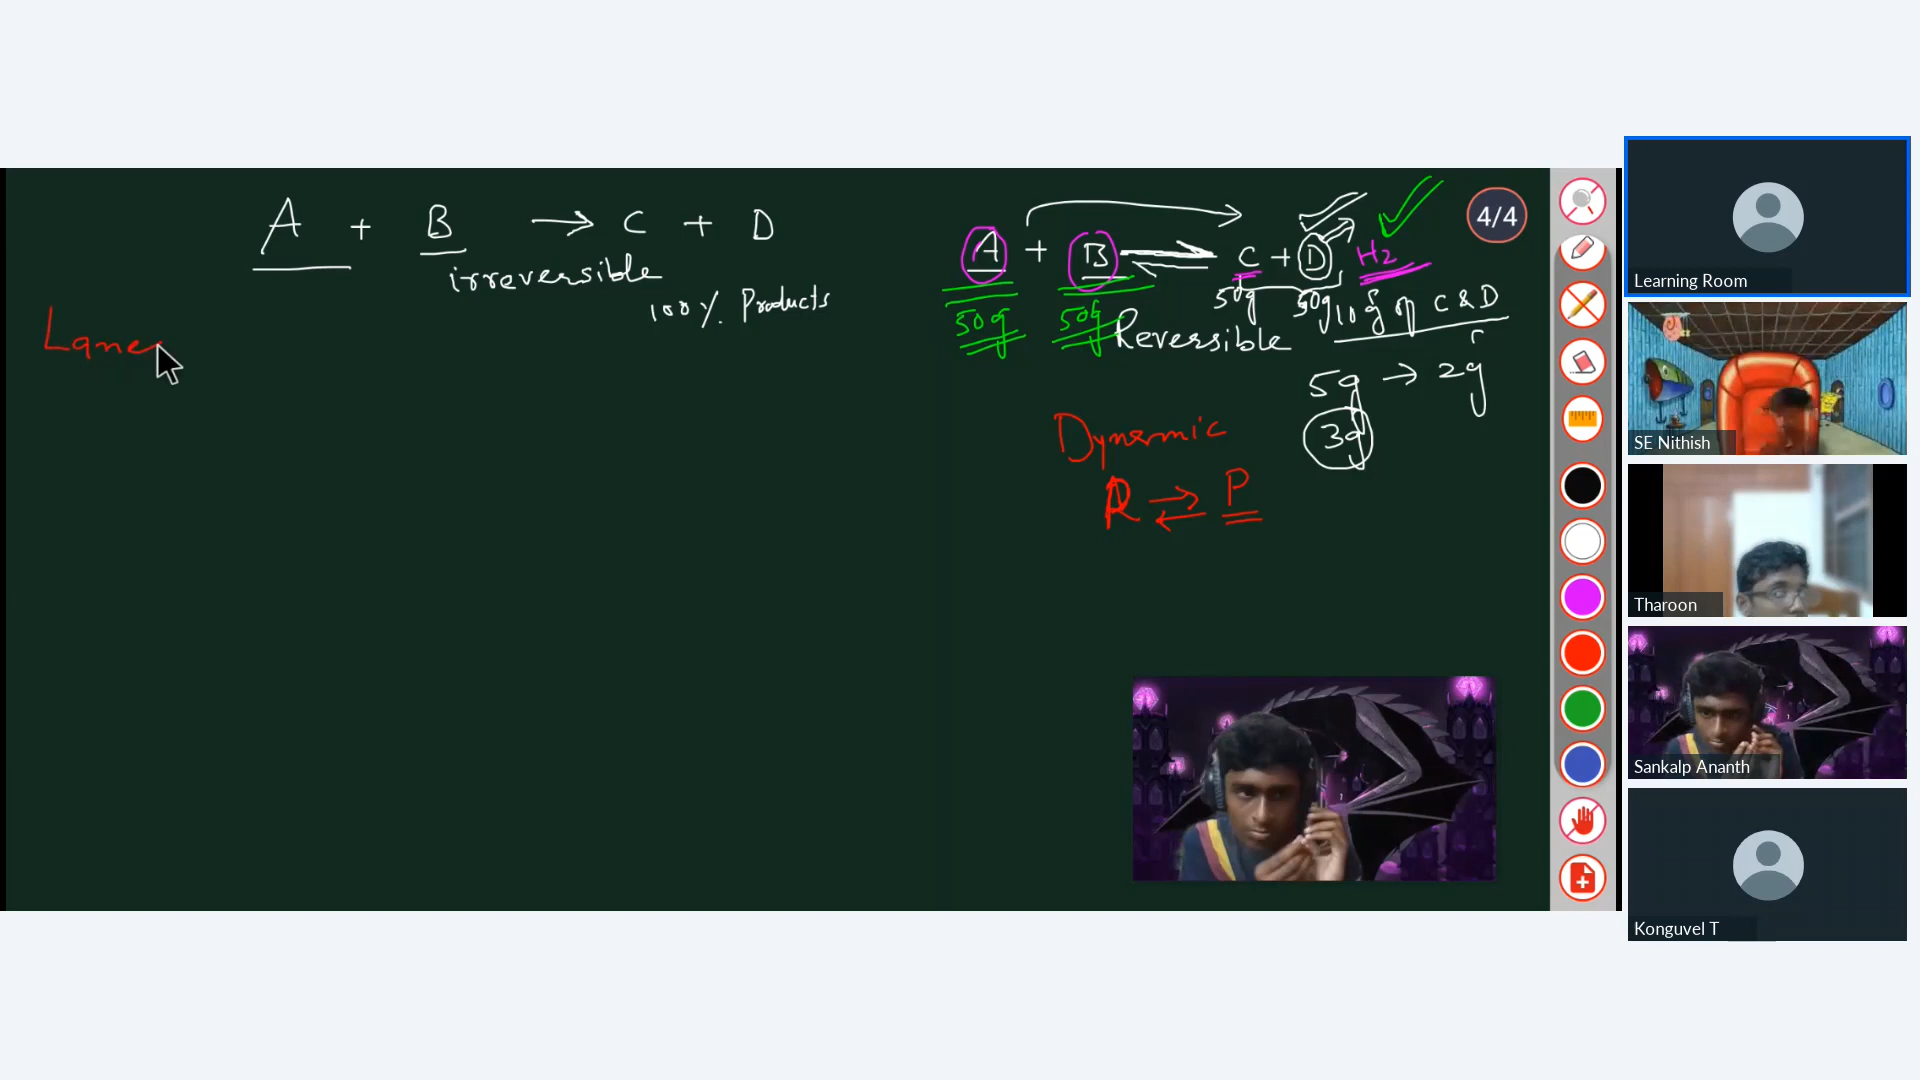 A + B → C + D
irreversible
100% Products
Lane
A + B ⇌ C + D H2
50g 50g 50g 50g 10g of C & D
Reversible
5g → 2g
3g
Dynamic
R ⇌ P
4/4
Learning Room
SE Nithish
Tharoon
Sankalp Ananth
Konguvel T